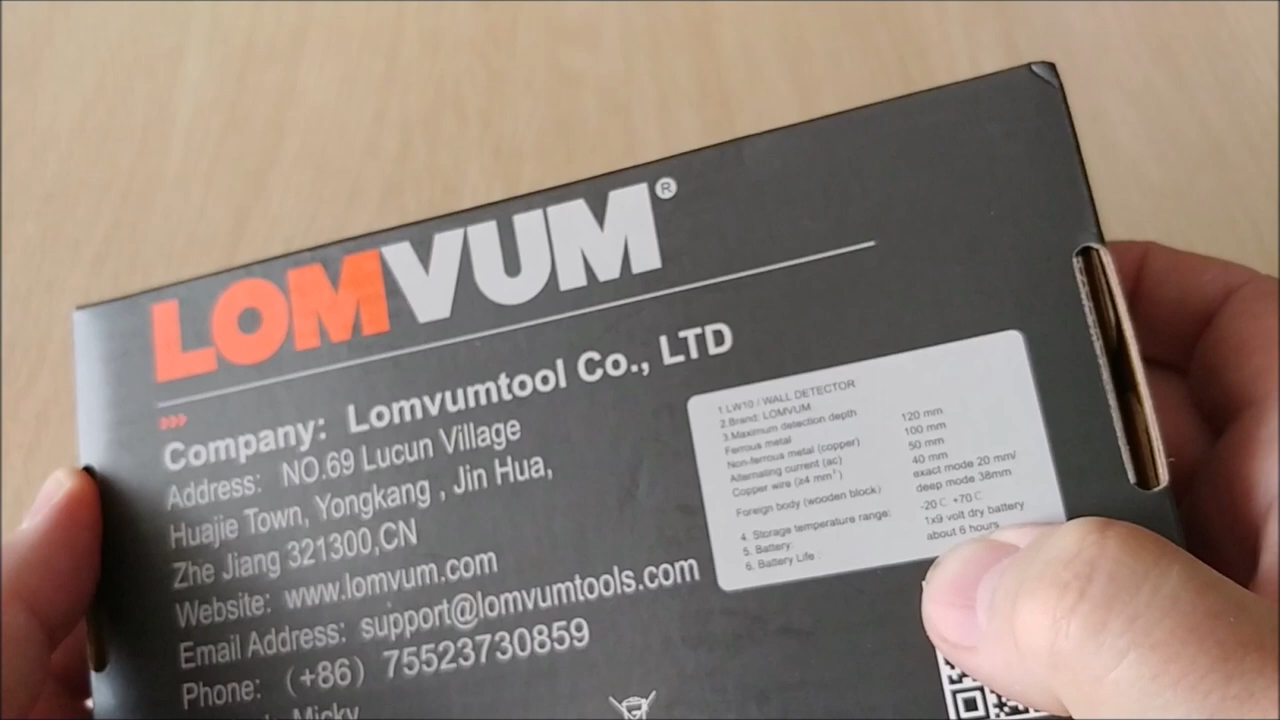 LOMVUM®
Company: Lomvumtool Co., LTD
Address: NO.69 Lucun Village
Huajie Town, Yongkang , Jin Hua,
Zhe Jiang 321300,CN
Website: www.lomvum.com
Email Address: support@lomvumtools.com
Phone: (+86) 75523730859
Micky
1.LW10 / WALL DETECTOR
2.Brand: LOMVUM
3.Maximum detection depth
Ferrous metal 120 mm
Non-ferrous metal (copper) 100 mm
Alternating current (ac) 50 mm
Copper wire (≥4 mm²) 40 mm
Foreign body (wooden block) exact mode 20 mm/
deep mode 38mm
4. Storage temperature range: -20℃ +70℃
5. Battery: 1x9 volt dry battery
6. Battery Life : about 6 hours